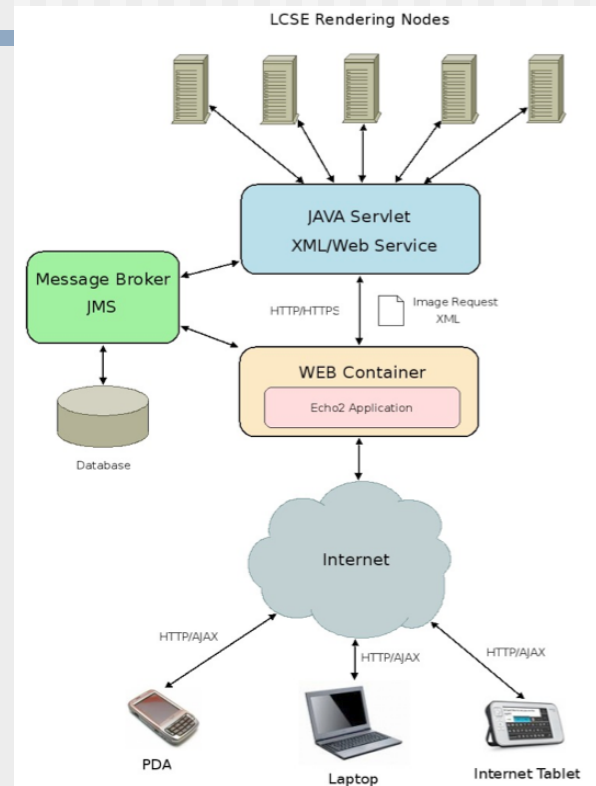 LCSE Rendering Nodes
JAVA Servlet
XML/Web Service
Message Broker
JMS
HTTP/HTTPS
Image Request
XML
WEB Container
Echo2 Application
Database
Internet
HTTP/AJAX
HTTP/AJAX
HTTP/AJAX
PDA
Laptop
Internet Tablet